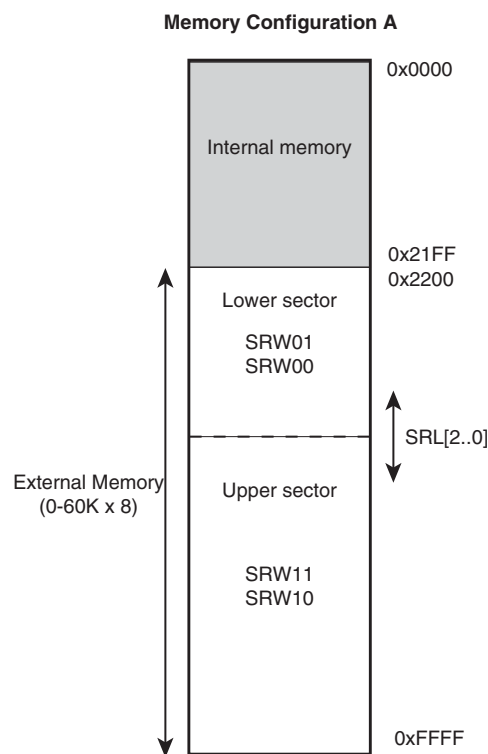 Memory Configuration A
0x0000
Internal memory
0x21FF
0x2200
Lower sector
SRW01
SRW00
SRL[2..0]
External Memory
(0-60K x 8)
Upper sector
SRW11
SRW10
0xFFFF